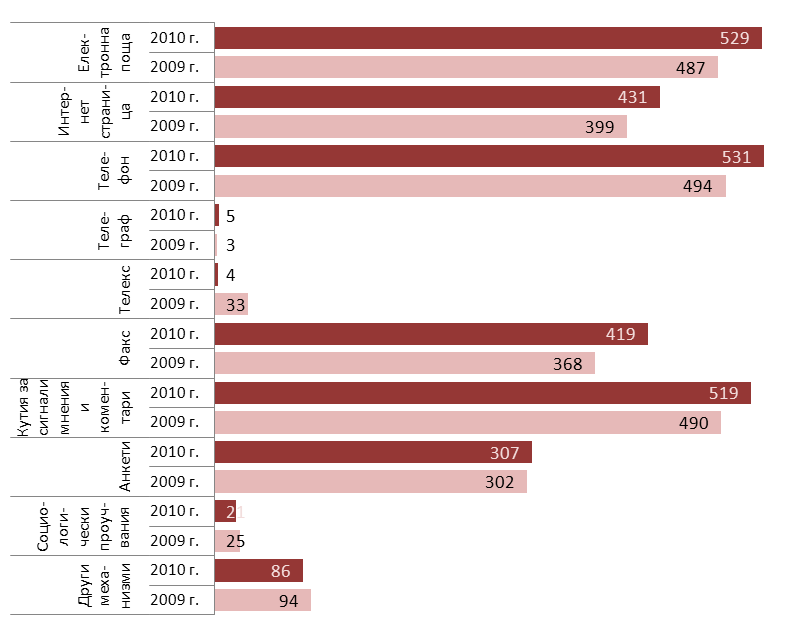 Елек-
тронна
поща
2010 г.
529
2009 г.
487
Интер-
нет
страни-
ца
2010 г.
431
2009 г.
399
Теле-
фон
2010 г.
531
2009 г.
494
Теле-
граф
2010 г.
5
2009 г.
3
Телекс
2010 г.
4
2009 г.
33
Факс
2010 г.
419
2009 г.
368
Кутия за
сигнали
мнения
и
комен-
тари
2010 г.
519
2009 г.
490
Анкети
2010 г.
307
2009 г.
302
Социо-
логи-
чески
проуч-
вания
2010 г.
21
2009 г.
25
Други
меха-
низми
2010 г.
86
2009 г.
94